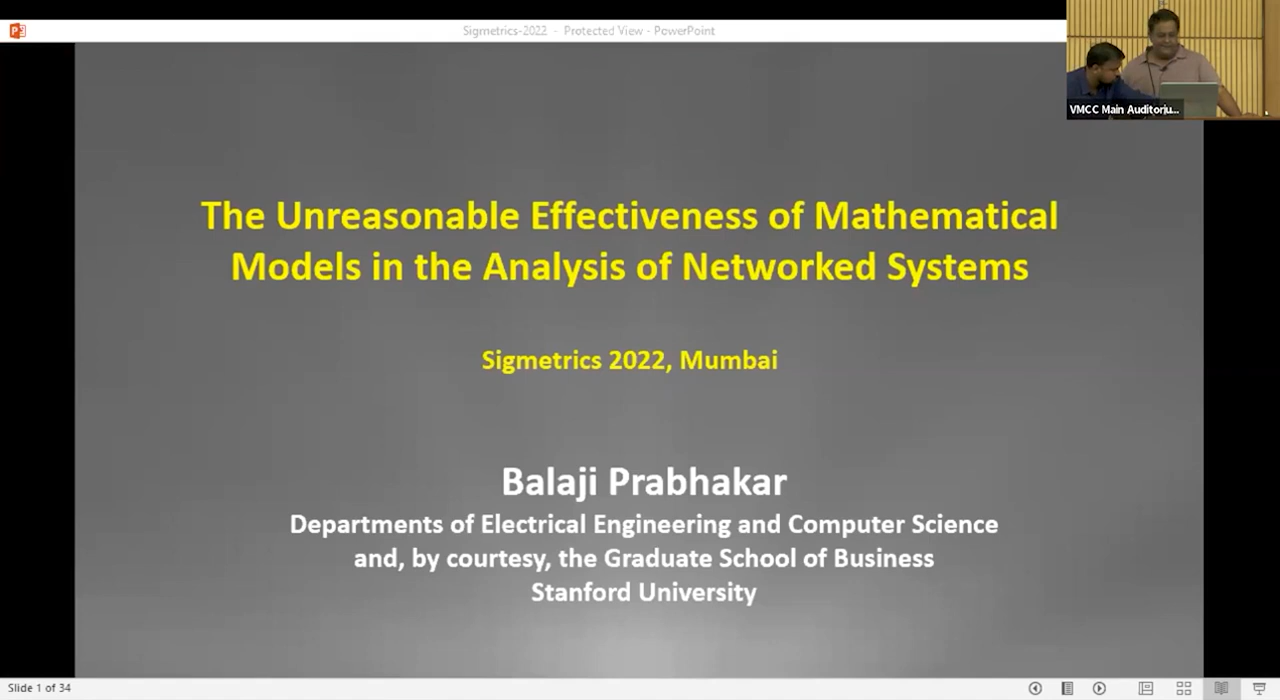 Sigmetrics-2022 - Protected View - PowerPoint
VMCC Main Auditoriu...
The Unreasonable Effectiveness of Mathematical
Models in the Analysis of Networked Systems
Sigmetrics 2022, Mumbai
Balaji Prabhakar
Departments of Electrical Engineering and Computer Science
and, by courtesy, the Graduate School of Business
Stanford University
Slide 1 of 34